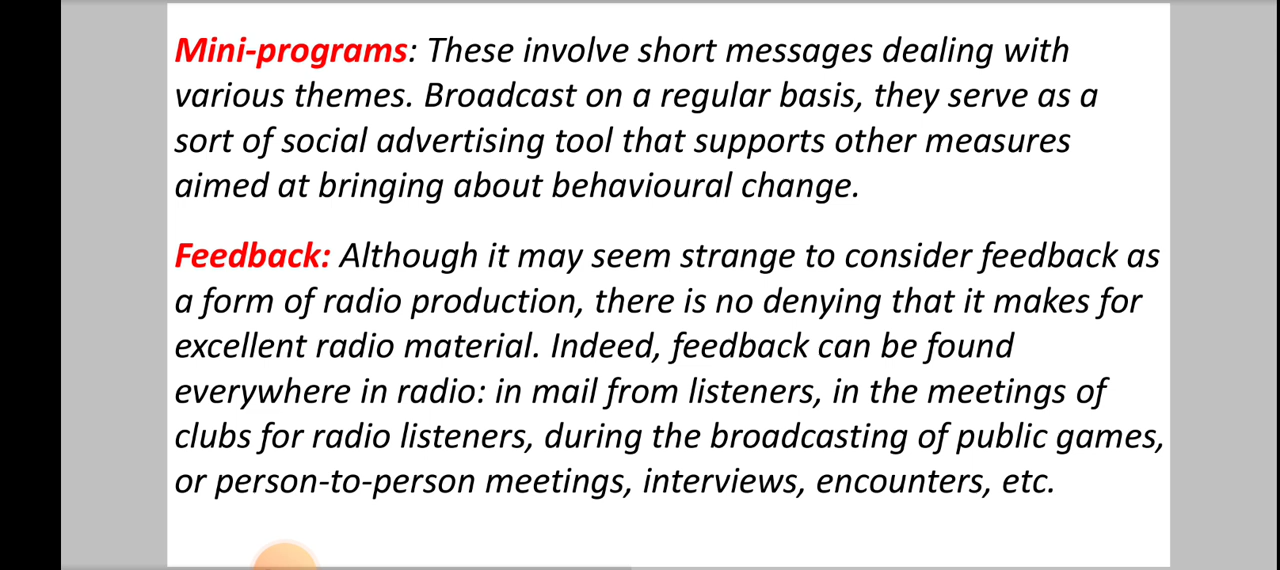 Mini-programs: These involve short messages dealing with
various themes. Broadcast on a regular basis, they serve as a
sort of social advertising tool that supports other measures
aimed at bringing about behavioural change.
Feedback: Although it may seem strange to consider feedback as
a form of radio production, there is no denying that it makes for
excellent radio material. Indeed, feedback can be found
everywhere in radio: in mail from listeners, in the meetings of
clubs for radio listeners, during the broadcasting of public games,
or person-to-person meetings, interviews, encounters, etc.